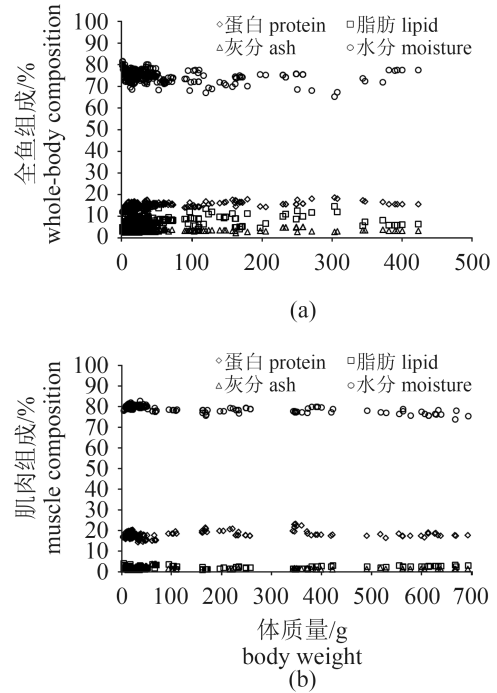 100
90
80
70
60
50
40
30
20
10
0
全鱼组成/%
whole-body composition
◇蛋白 protein □脂肪 lipid
△灰分 ash ○水分 moisture
0 100 200 300 400 500
(a)
100
90
80
70
60
50
40
30
20
10
0
肌肉组成/%
muscle composition
◇蛋白 protein □脂肪 lipid
△灰分 ash ○水分 moisture
0 100 200 300 400 500 600 700
体质量/g
body weight
(b)